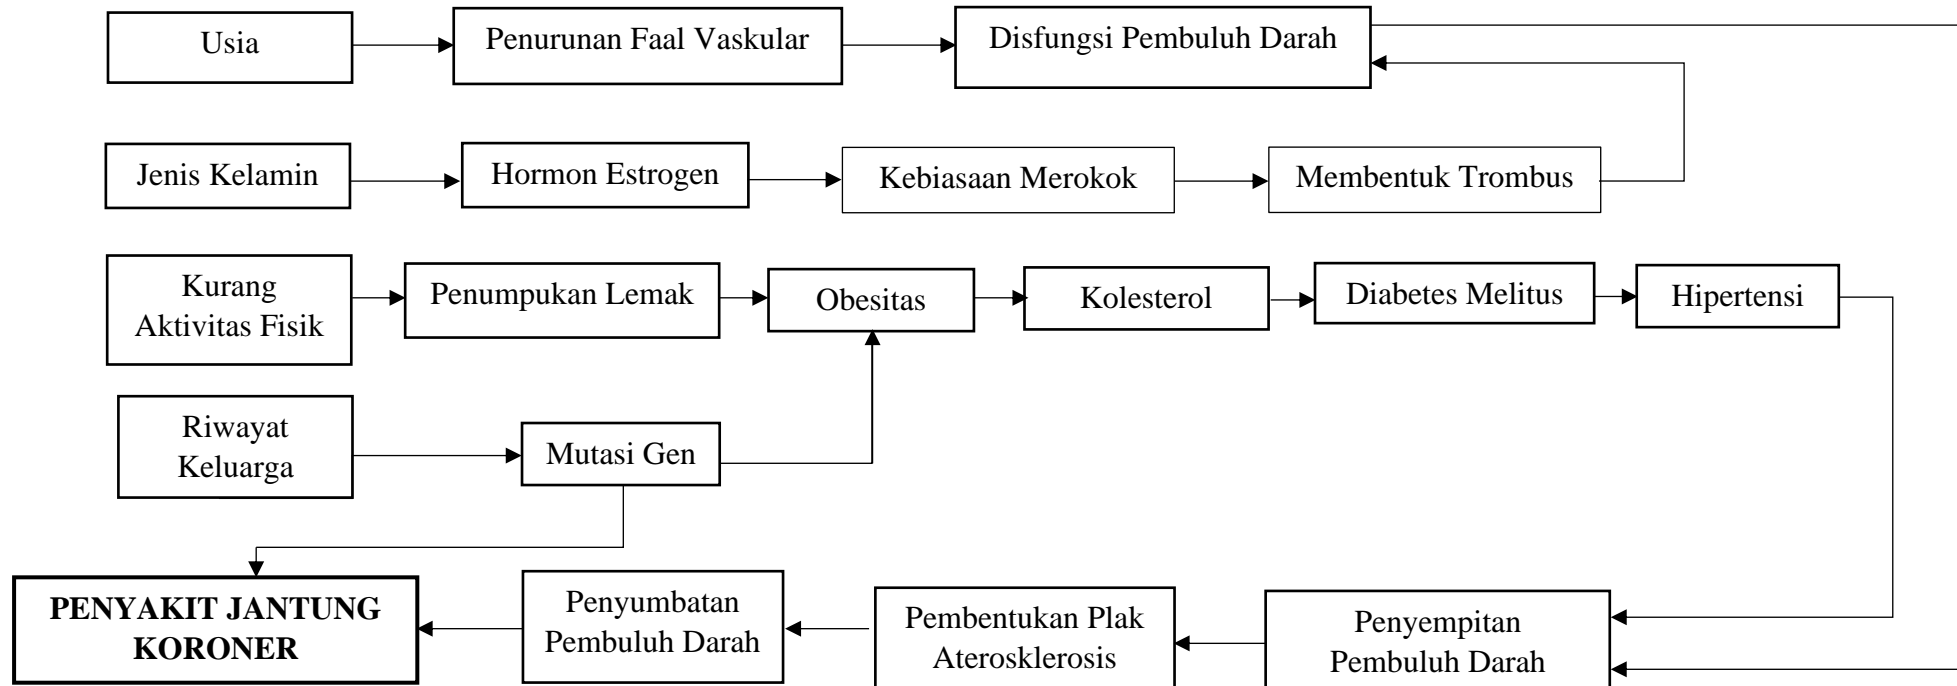 Usia
Penurunan Faal Vaskular
Disfungsi Pembuluh Darah
Jenis Kelamin
Hormon Estrogen
Kebiasaan Merokok
Membentuk Trombus
Kurang
Aktivitas Fisik
Penumpukan Lemak
Obesitas
Kolesterol
Diabetes Melitus
Hipertensi
Riwayat
Keluarga
Mutasi Gen
PENYAKIT JANTUNG
KORONER
Penyumbatan
Pembuluh Darah
Pembentukan Plak
Aterosklerosis
Penyempitan
Pembuluh Darah